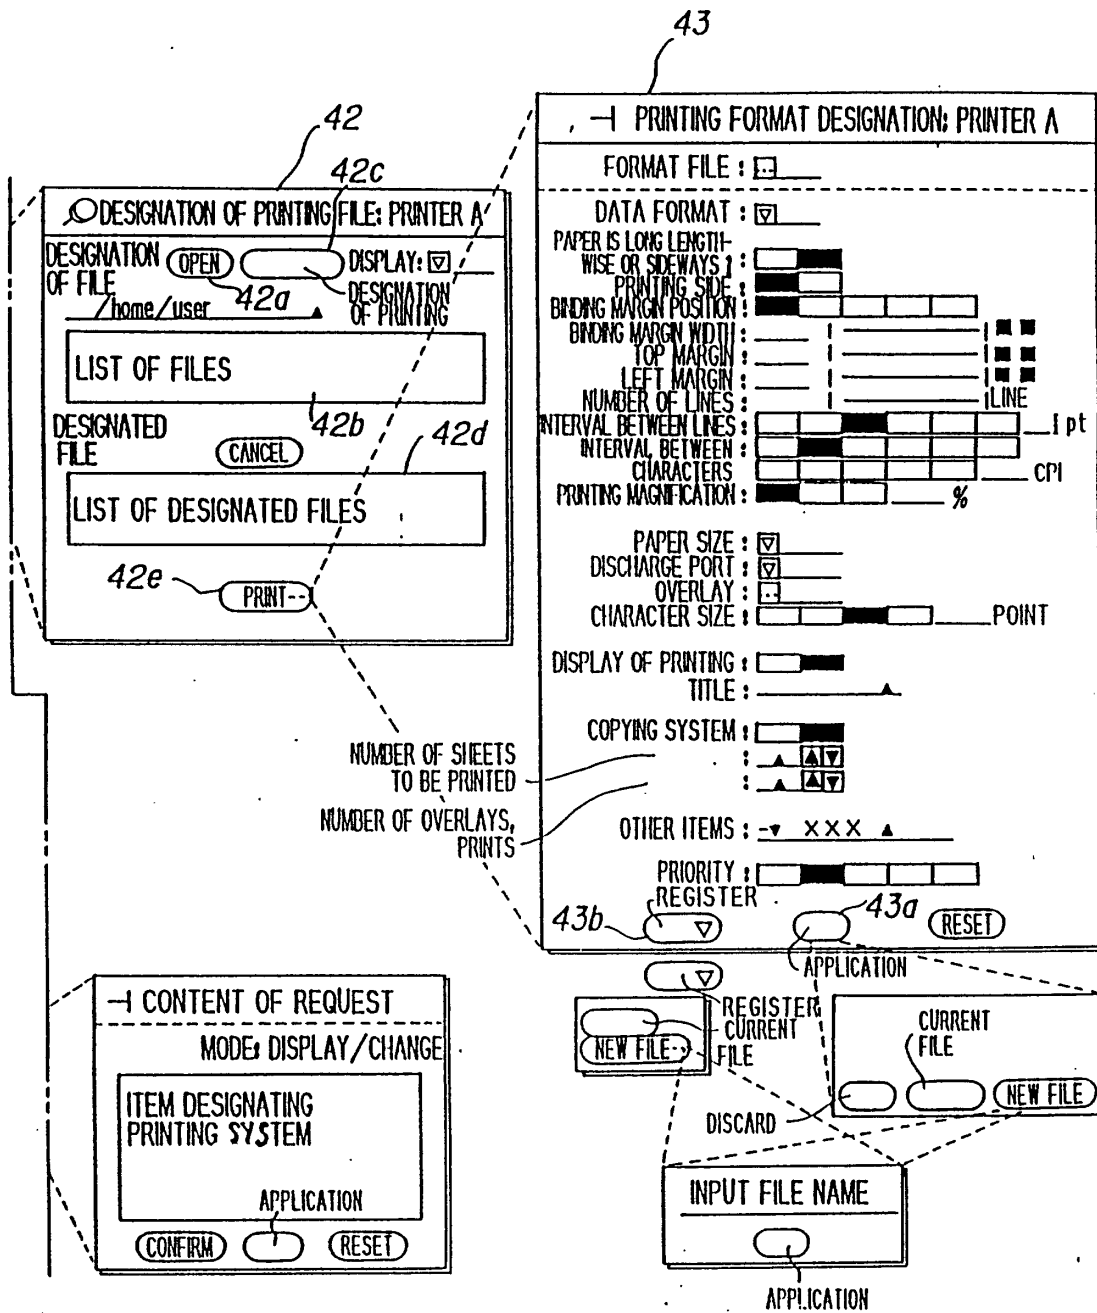 43
PRINTING FORMAT DESIGNATION: PRINTER A
FORMAT FILE :
DATA FORMAT :
PAPER IS LONG LENGTH-
WISE OR SIDEWAYS :
PRINTING SIDE :
BINDING MARGIN POSITION :
BINDING MARGIN WIDTH :
TOP MARGIN :
LEFT MARGIN :
NUMBER OF LINES :
LINE
INTERVAL BETWEEN LINES :
pt
INTERVAL BETWEEN :
CHARACTERS
CPI
PRINTING MAGNIFICATION :
%
PAPER SIZE :
DISCHARGE PORT :
OVERLAY :
CHARACTER SIZE :
POINT
DISPLAY OF PRINTING :
TITLE :
COPYING SYSTEM :
NUMBER OF SHEETS
TO BE PRINTED
:
NUMBER OF OVERLAYS,
PRINTS
:
OTHER ITEMS :
XXX
PRIORITY :
REGISTER
43b
43a
RESET
APPLICATION
42
42c
DESIGNATION OF PRINTING FILE: PRINTER A
DESIGNATION
OF FILE
OPEN
DISPLAY:
42a
DESIGNATION
OF PRINTING
/home/user
LIST OF FILES
42b
42d
DESIGNATED
FILE
CANCEL
LIST OF DESIGNATED FILES
42e
PRINT--
REGISTER
CURRENT
FILE
NEW FILE--
CURRENT
FILE
DISCARD
NEW FILE
INPUT FILE NAME
APPLICATION
CONTENT OF REQUEST
MODE: DISPLAY/CHANGE
ITEM DESIGNATING
PRINTING SYSTEM
APPLICATION
CONFIRM
RESET